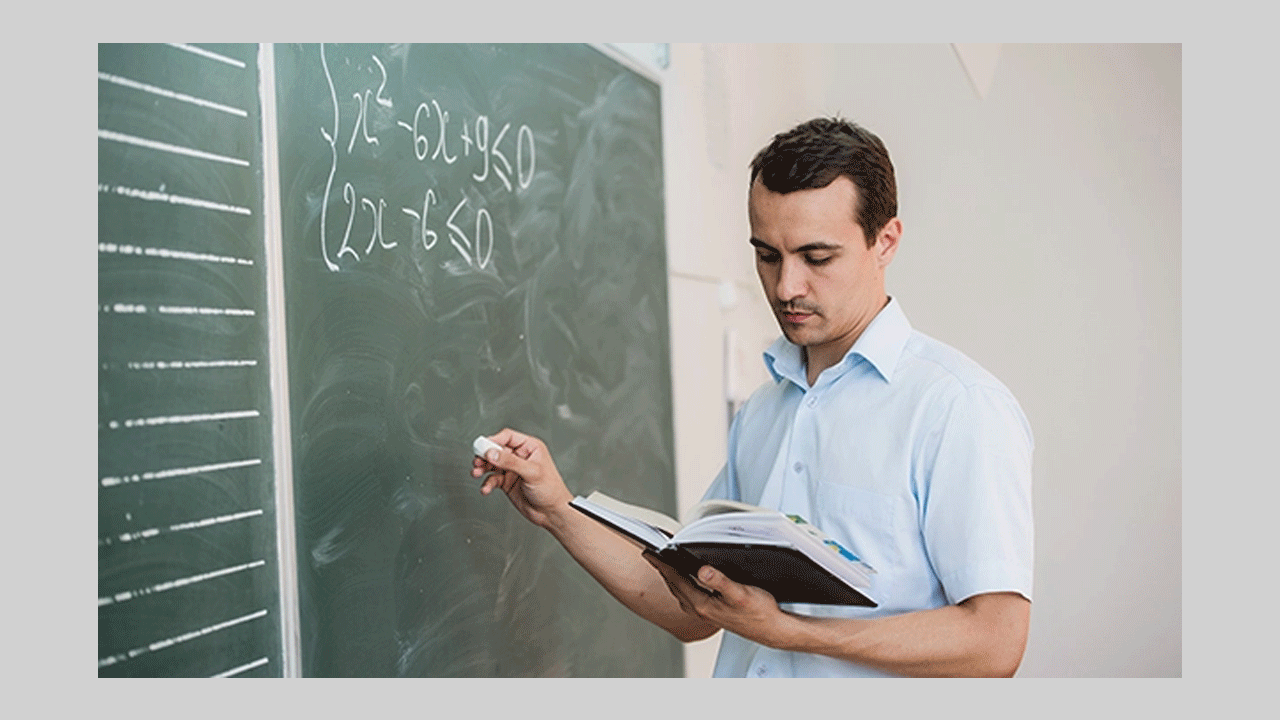 x² - 6x + 9 ⩽ 0
2x - 6 ⩽ 0